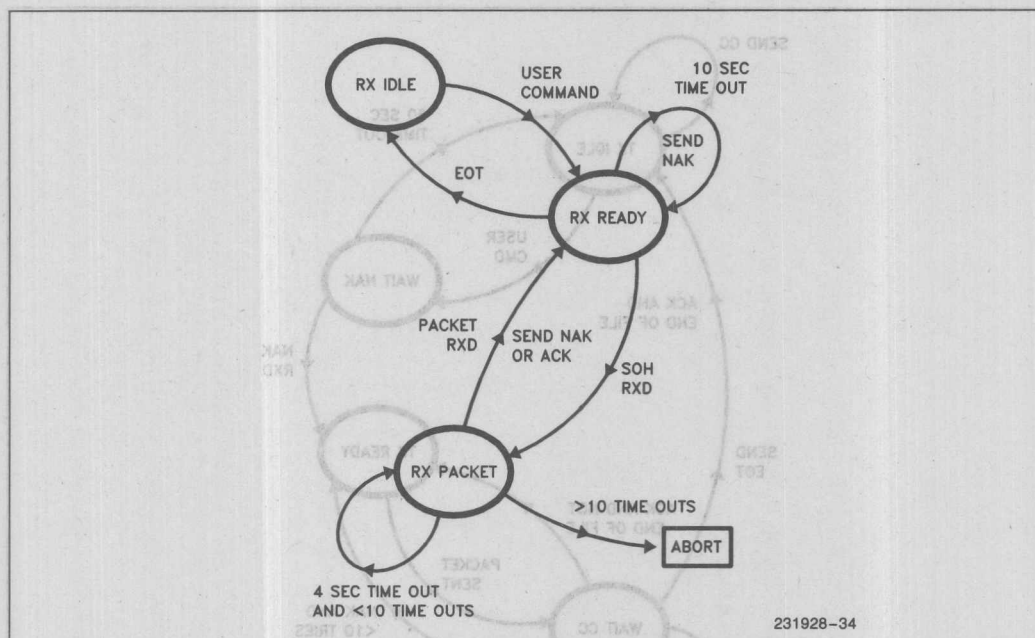 RX IDLE
USER
COMMAND
10 SEC
TIME OUT
SEND
NAK
EOT
RX READY
PACKET
RXD
SEND NAK
OR ACK
SOH
RXD
RX PACKET
>10 TIME OUTS
ABORT
4 SEC TIME OUT
AND <10 TIME OUTS
231928-34